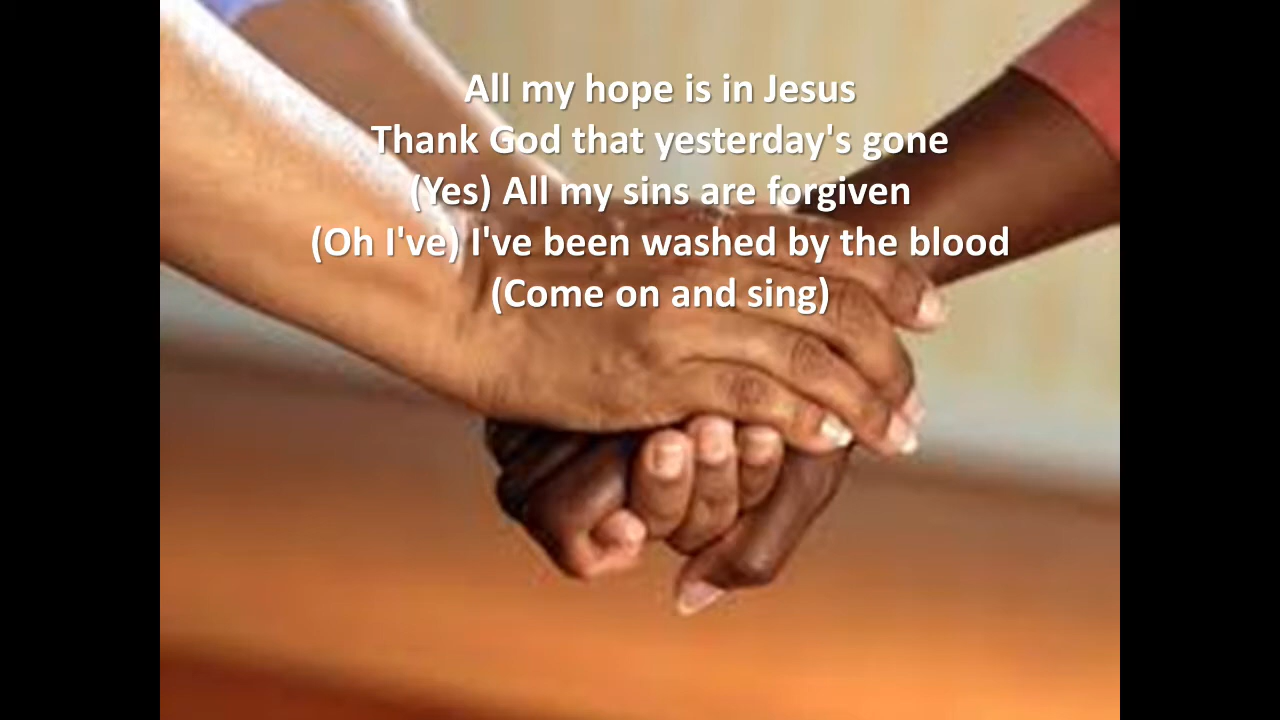 All my hope is in Jesus
Thank God that yesterday's gone
(Yes) All my sins are forgiven
(Oh I've) I've been washed by the blood
(Come on and sing)